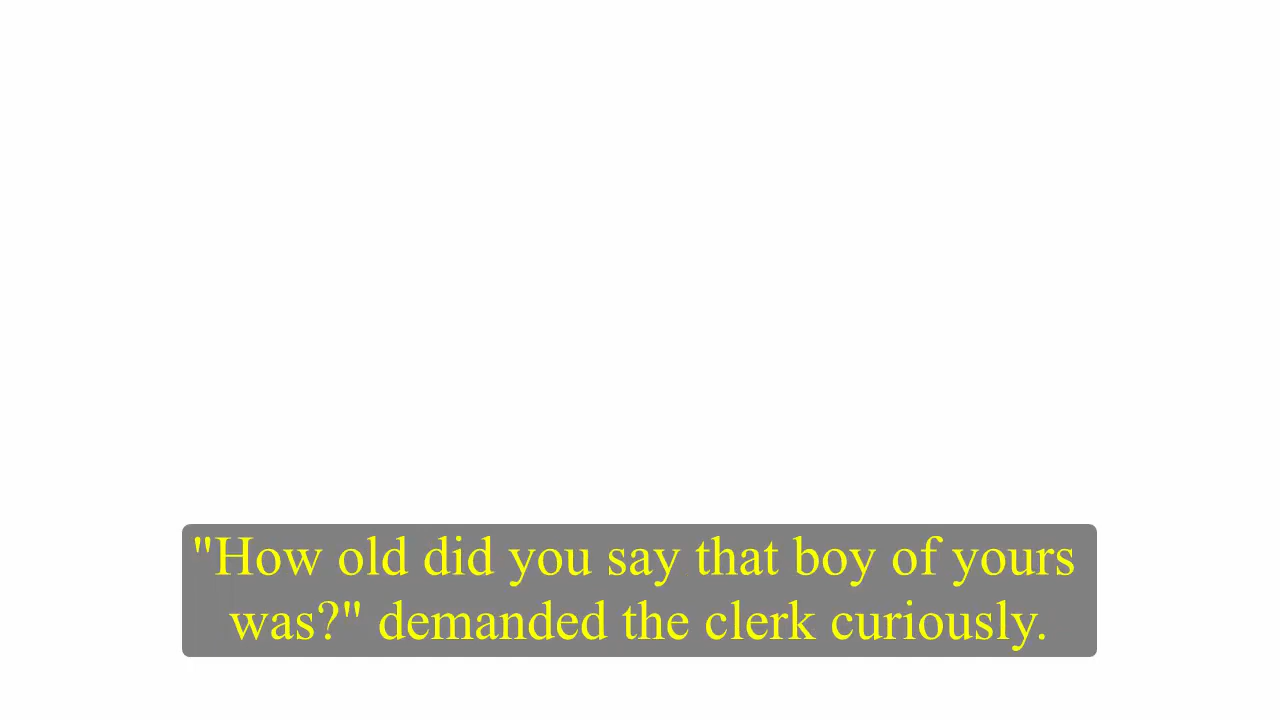 "How old did you say that boy of yours
was?" demanded the clerk curiously.